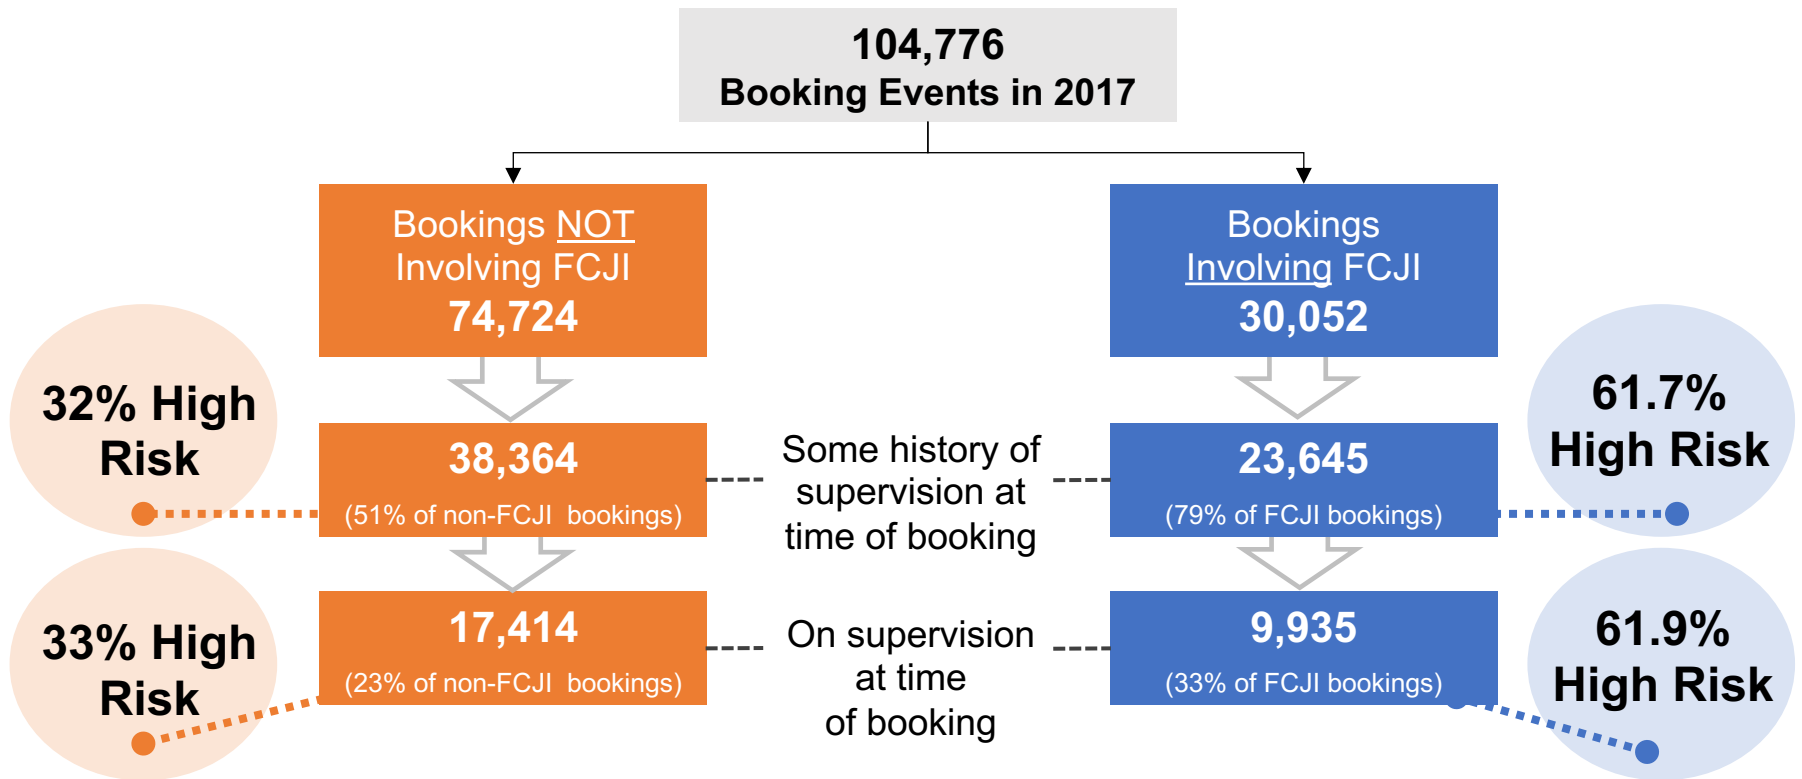 104,776
Booking Events in 2017
Bookings NOT
Involving FCJI
74,724
Bookings
Involving FCJI
30,052
32% High
Risk
38,364
(51% of non-FCJI bookings)
Some history of
supervision at
time of booking
23,645
(79% of FCJI bookings)
61.7%
High Risk
33% High
Risk
17,414
(23% of non-FCJI bookings)
On supervision
at time
of booking
9,935
(33% of FCJI bookings)
61.9%
High Risk